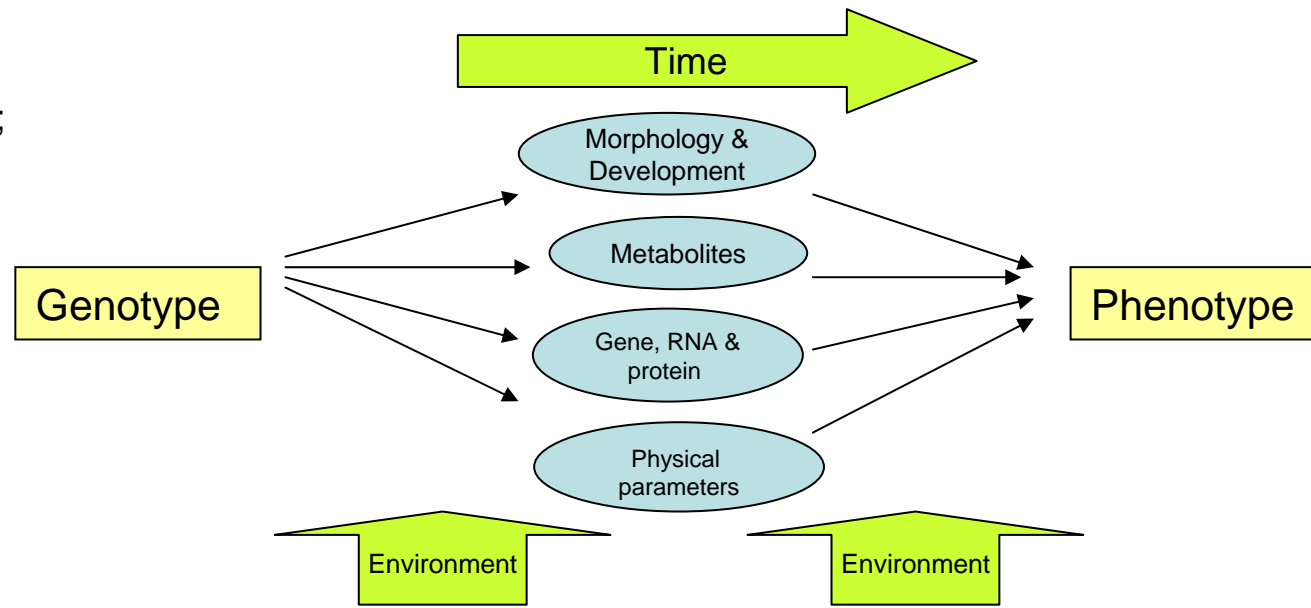 Time
;
Morphology &
Development
Metabolites
Genotype
Phenotype
Gene, RNA &
protein
Physical
parameters
Environment
Environment